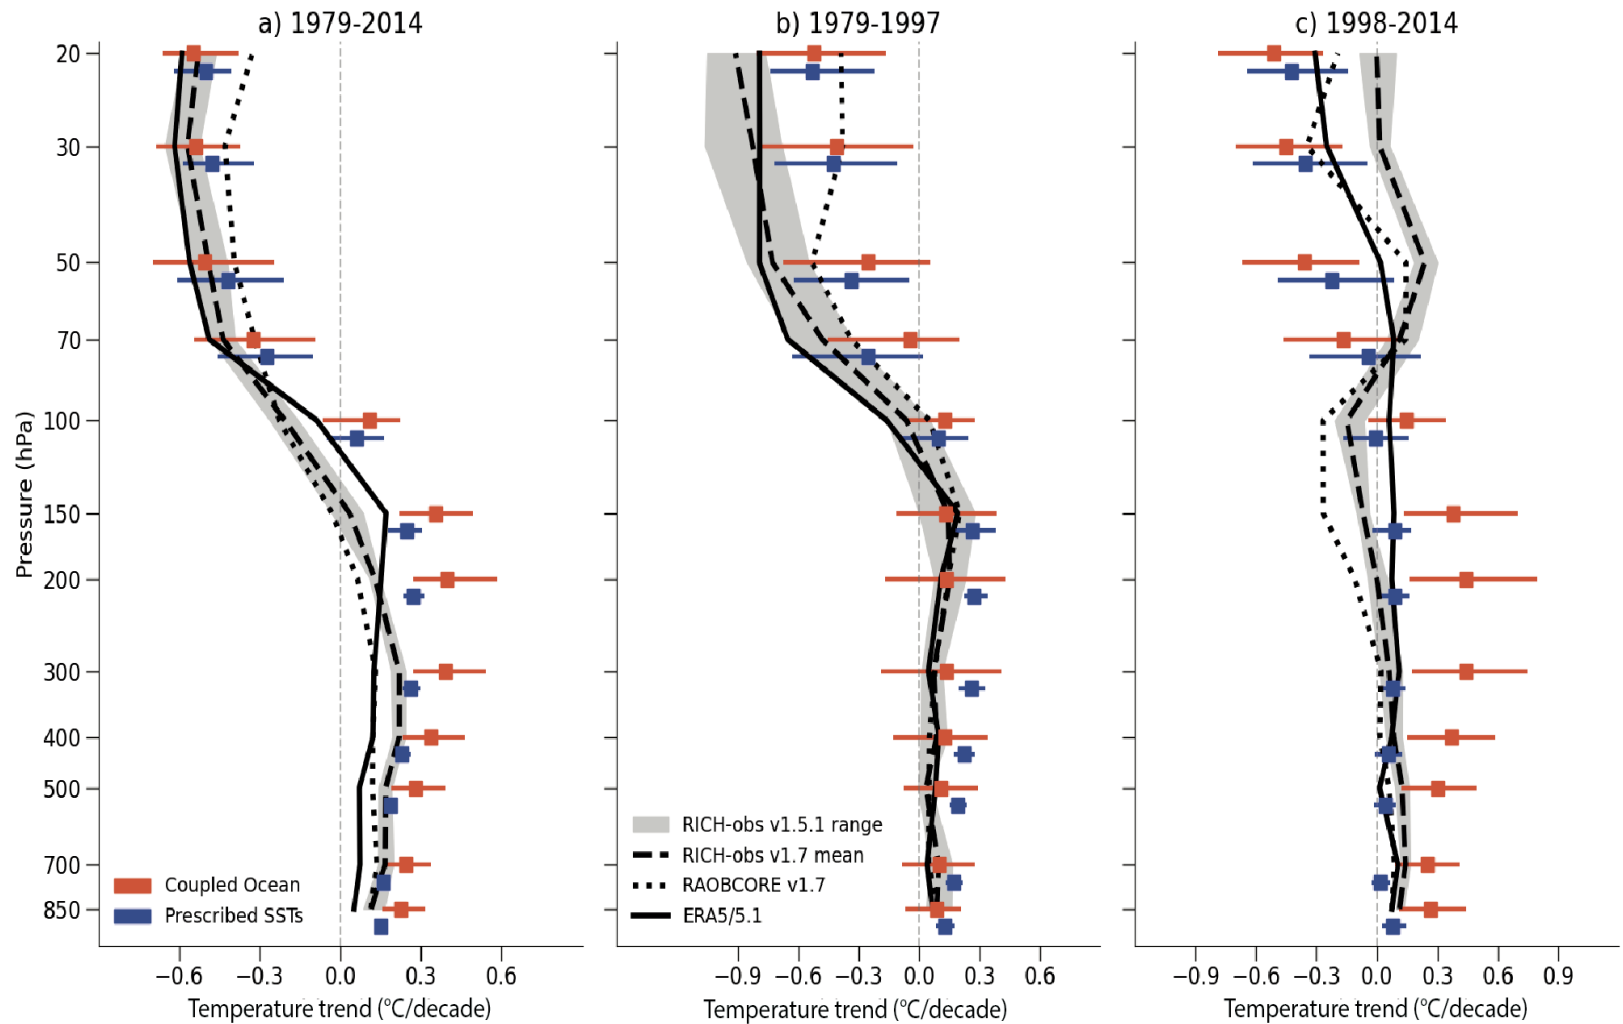 a) 1979-2014
b) 1979-1997
c) 1998-2014
Pressure (hPa)
20
30
50
70
100
150
200
300
400
500
700
850
Coupled Ocean
Prescribed SSTs
RICH-obs v1.5.1 range
RICH-obs v1.7 mean
RAOBCORE v1.7
ERA5/5.1
−0.6 −0.3 0.0 0.3 0.6
−0.9 −0.6 −0.3 0.0 0.3 0.6
−0.9 −0.6 −0.3 0.0 0.3 0.6 0.9
Temperature trend (°C/decade)
Temperature trend (°C/decade)
Temperature trend (°C/decade)